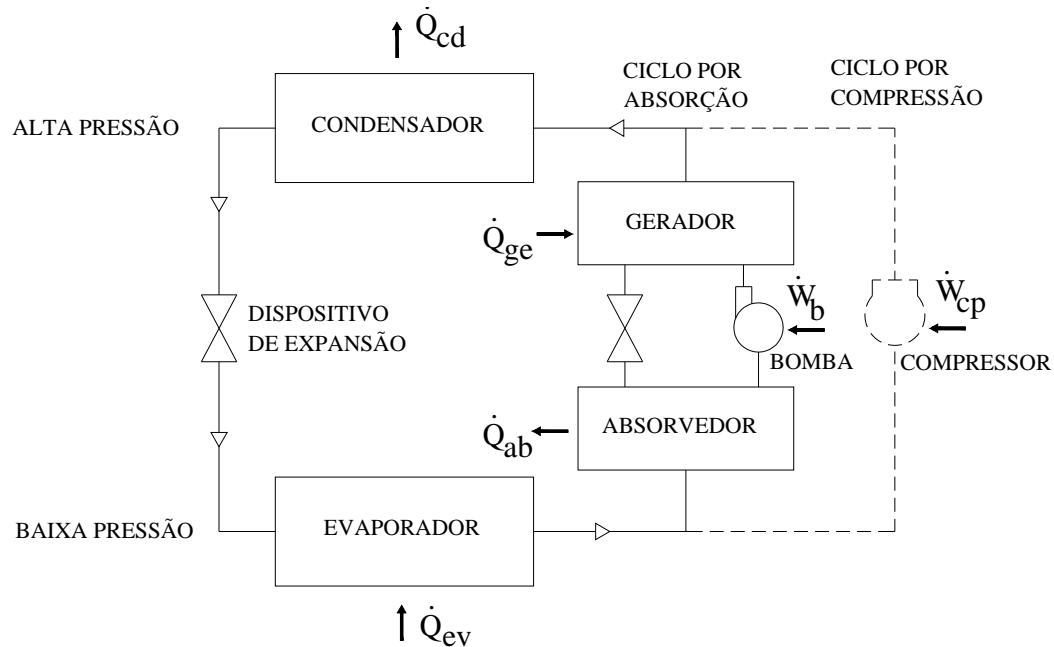 Q̇cd
CICLO POR
ABSORÇÃO
CICLO POR
COMPRESSÃO
ALTA PRESSÃO
CONDENSADOR
GERADOR
Q̇ge
Ẇb
Ẇcp
DISPOSITIVO
DE EXPANSÃO
BOMBA
COMPRESSOR
ABSORVEDOR
Q̇ab
BAIXA PRESSÃO
EVAPORADOR
Q̇ev